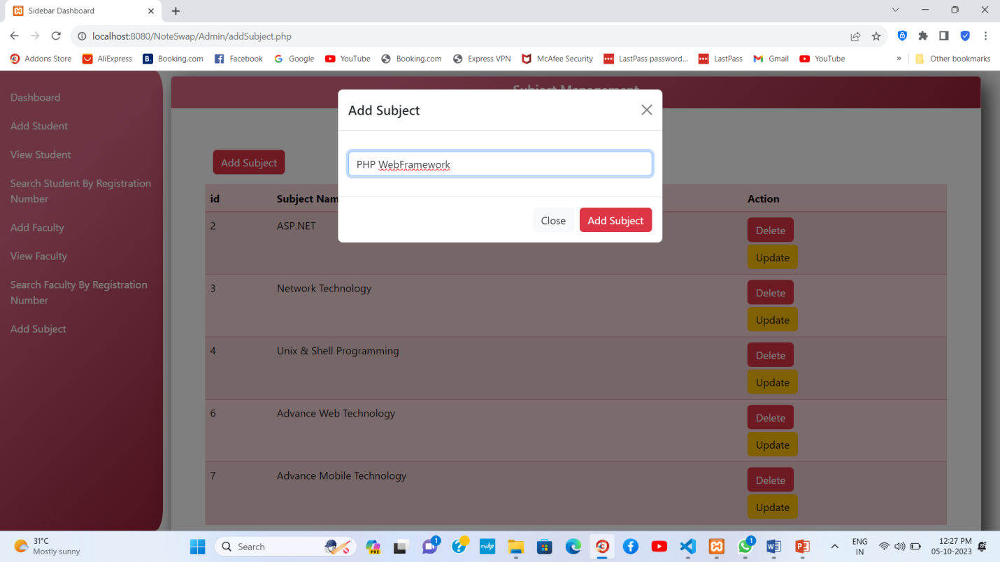 Sidebar Dashboard
localhost:8080/NoteSwap/Admin/addSubject.php
Addons Store AliExpress B. Booking.com Facebook Google YouTube Booking.com Express VPN McAfee Security LastPass password... LastPass Gmail YouTube » Other bookmarks
Subject Management
Dashboard
Add Student
View Student
Search Student By Registration
Number
Add Faculty
View Faculty
Search Faculty By Registration
Number
Add Subject
Add Subject
PHP WebFramework
Close Add Subject
Add Subject
id Subject Nam Action
2 ASP.NET Delete
Update
3 Network Technology Delete
Update
4 Unix & Shell Programming Delete
Update
6 Advance Web Technology Delete
Update
7 Advance Mobile Technology Delete
Update
31°C
Mostly sunny
Search
PRE
1
myhp
1
ENG
IN
12:27 PM
05-10-2023